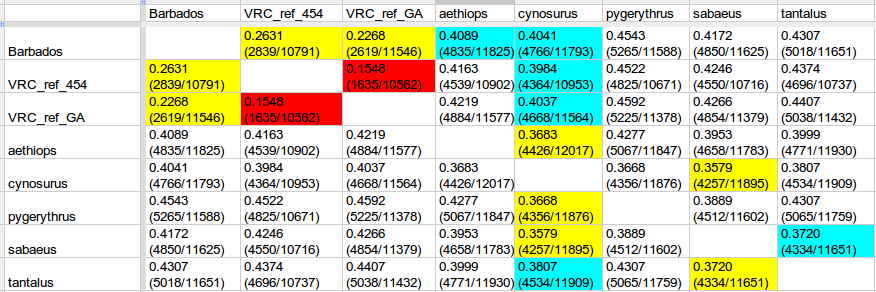 Barbados VRC_ref_454 VRC_ref_GA aethiops cynosurus pygerythrus sabaeus tantalus
0.2631 0.2268 0.4089 0.4041 0.4543 0.4172 0.4307
Barbados (2839/10791) (2619/11546) (4835/11825) (4766/11793) (5265/11588) (4850/11625) (5018/11651)
0.2631 0.1548 0.4163 0.3984 0.4522 0.4246 0.4374
VRC_ref_454 (2839/10791) (1635/10562) (4539/10902) (4364/10953) (4825/10671) (4550/10716) (4696/10737)
0.2268 0.1548 0.4219 0.4037 0.4592 0.4266 0.4407
VRC_ref_GA (2619/11546) (1635/10562) (4884/11577) (4668/11564) (5225/11378) (4854/11379) (5038/11432)
0.4089 0.4163 0.4219 0.3683 0.4277 0.3953 0.3999
aethiops (4835/11825) (4539/10902) (4884/11577) (4426/12017) (5067/11847) (4658/11783) (4771/11930)
0.4041 0.3984 0.4037 0.3683 0.3668 0.3579 0.3807
cynosurus (4766/11793) (4364/10953) (4668/11564) (4426/12017) (4356/11876) (4257/11895) (4534/11909)
0.4543 0.4522 0.4592 0.4277 0.3668 0.3889 0.4307
pygerythrus (5265/11588) (4825/10671) (5225/11378) (5067/11847) (4356/11876) (4512/11602) (5065/11759)
0.4172 0.4246 0.4266 0.3953 0.3579 0.3889 0.3720
sabaeus (4850/11625) (4550/10716) (4854/11379) (4658/11783) (4257/11895) (4512/11602) (4334/11651)
0.4307 0.4374 0.4407 0.3999 0.3807 0.4307 0.3720
tantalus (5018/11651) (4696/10737) (5038/11432) (4771/11930) (4534/11909) (5065/11759) (4334/11651)